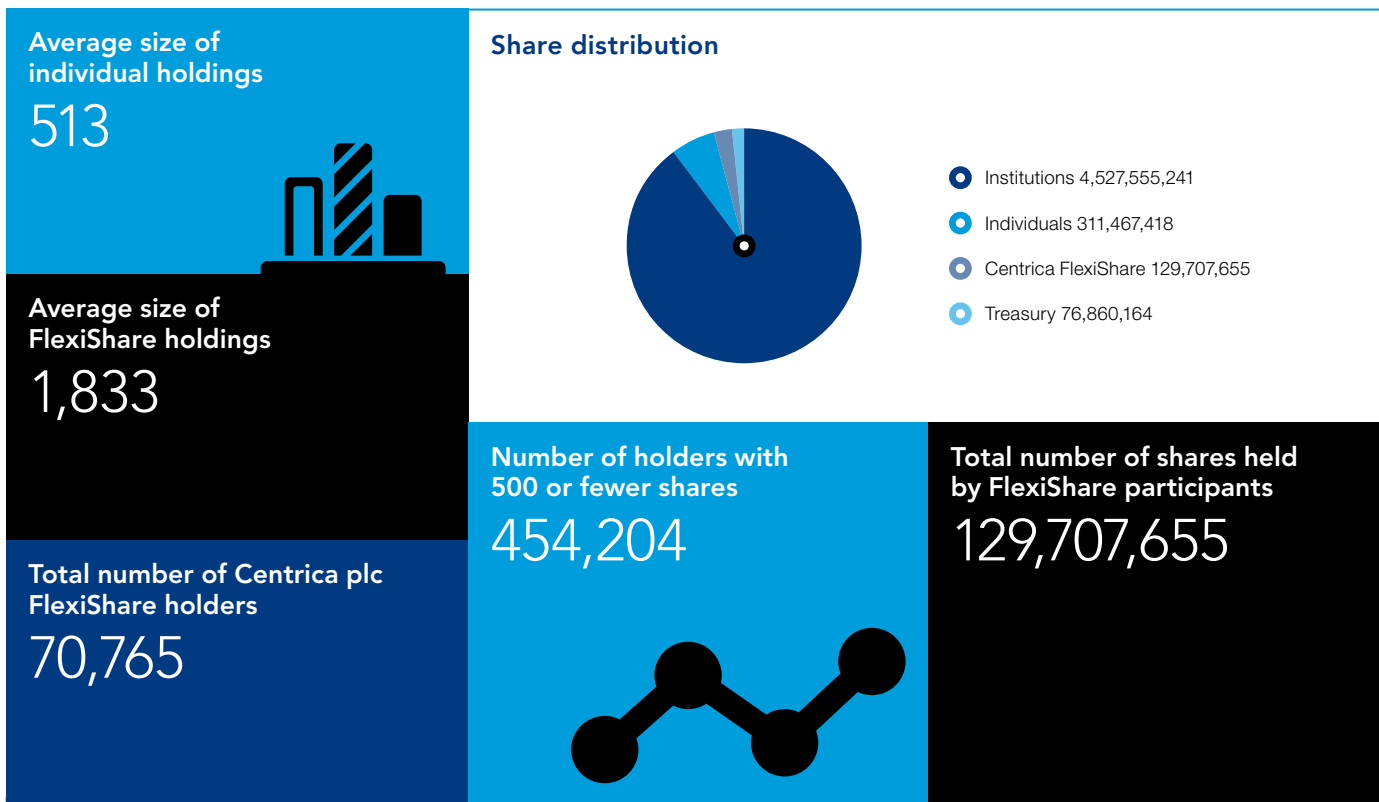 Average size of
individual holdings
513
Average size of
FlexiShare holdings
1,833
Total number of Centrica plc
FlexiShare holders
70,765
Share distribution
Institutions 4,527,555,241
Individuals 311,467,418
Centrica FlexiShare 129,707,655
Treasury 76,860,164
Number of holders with
500 or fewer shares
454,204
Total number of shares held
by FlexiShare participants
129,707,655